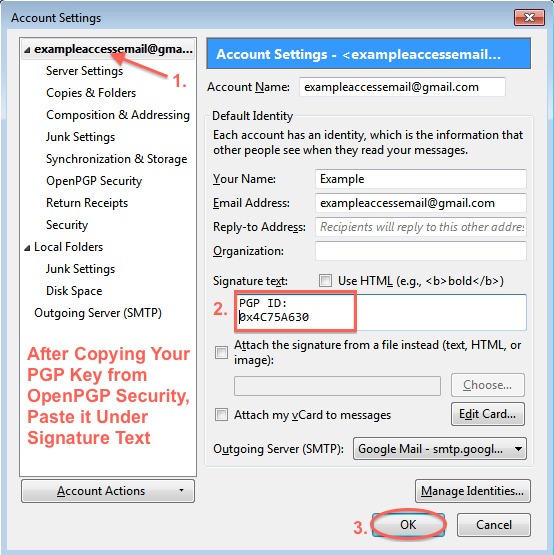 Account Settings
exampleaccessemail@gma...
1.
Server Settings
Copies & Folders
Composition & Addressing
Junk Settings
Synchronization & Storage
OpenPGP Security
Return Receipts
Security
Local Folders
Junk Settings
Disk Space
Outgoing Server (SMTP)
After Copying Your
PGP Key from
OpenPGP Security,
Paste it Under
Signature Text
Account Actions
Account Settings - <exampleaccessemail...
Account Name: exampleaccessemail@gmail.com
Default Identity
Each account has an identity, which is the information that
other people see when they read your messages.
Your Name: Example
Email Address: exampleaccessemail@gmail.com
Reply-to Address: Recipients will reply to this other addres
Organization:
Signature text: Use HTML (e.g., <b>bold</b>)
2.
PGP ID:
0x4C75A630
Attach the signature from a file instead (text, HTML, or
image):
Choose...
Attach my vCard to messages Edit Card...
Outgoing Server (SMTP): Google Mail - smtp.googl...
Manage Identities...
3. OK Cancel